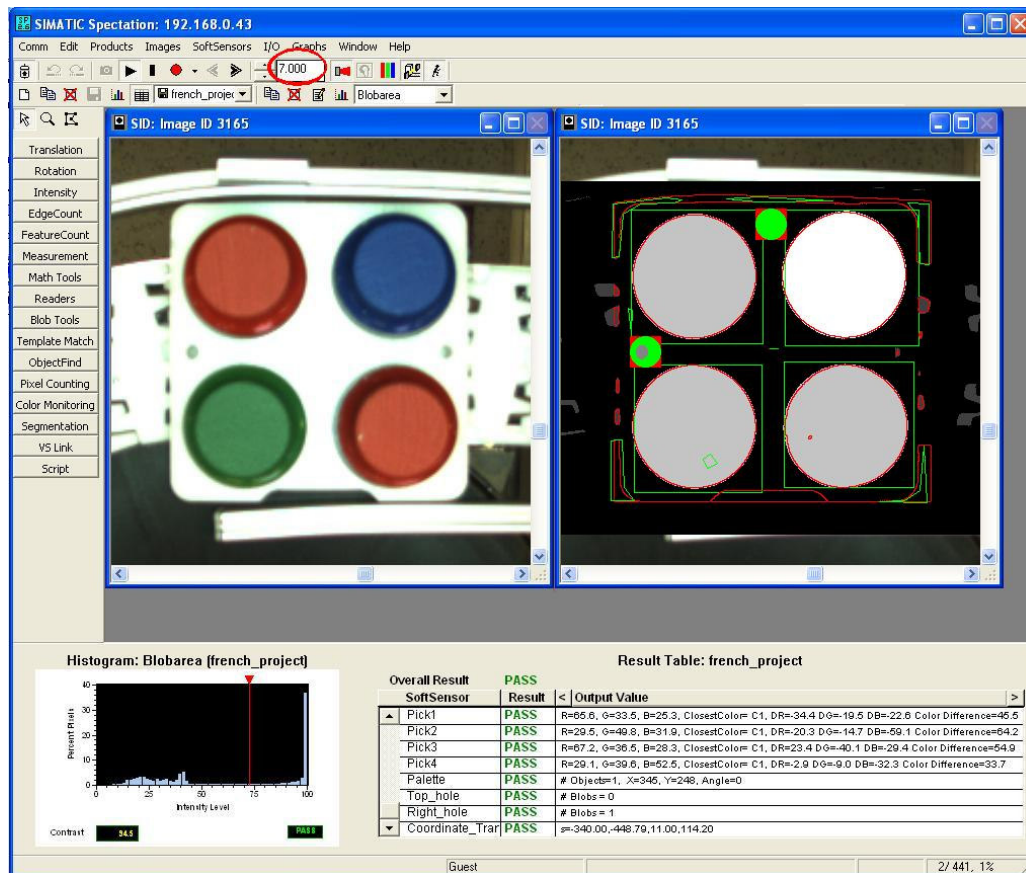 SIMATIC Spectation: 192.168.0.43
Comm Edit Products Images SoftSensors I/O Graphs Window Help
7.000
french_projec Blobarea
SID: Image ID 3165
SID: Image ID 3165
Translation
Rotation
Intensity
EdgeCount
FeatureCount
Measurement
Math Tools
Readers
Blob Tools
Template Match
ObjectFind
Pixel Counting
Color Monitoring
Segmentation
VS Link
Script
Histogram: Blobarea (french_project)
Percent Pixels
40
30
20
10
0
0 25 50 75 100
Intensity Level
Contrast 34.5 PASS
Result Table: french_project
Overall Result PASS
SoftSensor Result < Output Value >
Pick1 PASS R=65.6, G=33.5, B=25.3, ClosestColor= C1, DR=-34.4 DG=-19.5 DB=-22.6 Color Difference=45.5
Pick2 PASS R=29.5, G=49.8, B=31.9, ClosestColor= C1, DR=-20.3 DG=-14.7 DB=-59.1 Color Difference=64.2
Pick3 PASS R=67.2, G=36.5, B=28.3, ClosestColor= C1, DR=23.4 DG=-40.1 DB=-29.4 Color Difference=54.9
Pick4 PASS R=29.1, G=39.6, B=52.5, ClosestColor= C1, DR=-2.9 DG=-9.0 DB=-32.3 Color Difference=33.7
Palette PASS # Objects=1, X=345, Y=248, Angle=0
Top_hole PASS # Blobs = 0
Right_hole PASS # Blobs = 1
Coordinate_Trar PASS s=-340.00,-448.79,11.00,114.20
Guest 2/ 441, 1%